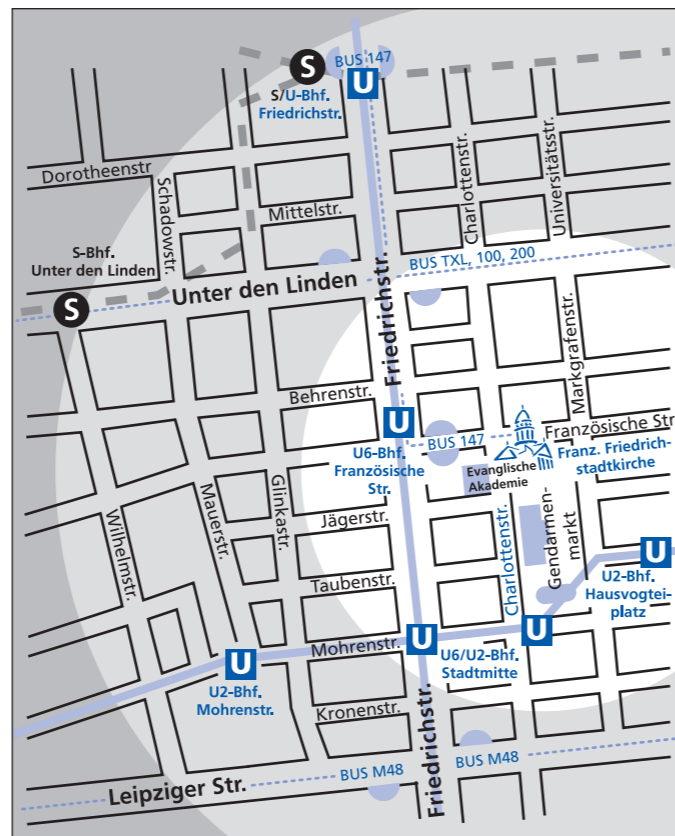 BUS 147
S
U
S/U-Bhf.
Friedrichstr.
Dorotheenstr
Schadowstr.
Mittelstr.
Charlottenstr.
Universitätsstr.
S-Bhf.
Unter den Linden
S
BUS TXL, 100, 200
Unter den Linden
Friedrichstr.
Markgrafenstr.
Behrenstr.
U
U6-Bhf.
Französische
Str.
BUS 147
Französische Str
Evanglische
Akademie
Franz. Friedrich-
stadtkirche
Glinkastr.
Mauerstr.
Wilhelmstr.
Jägerstr.
Taubenstr.
Charlottenstr.
Gendarmen-
markt
U
U2-Bhf.
Hausvogtei-
platz
Mohrenstr.
U
U
U
U6/U2-Bhf.
Stadtmitte
U2-Bhf.
Mohrenstr.
Kronenstr.
Friedrichstr.
BUS M48
BUS M48
Leipziger Str.